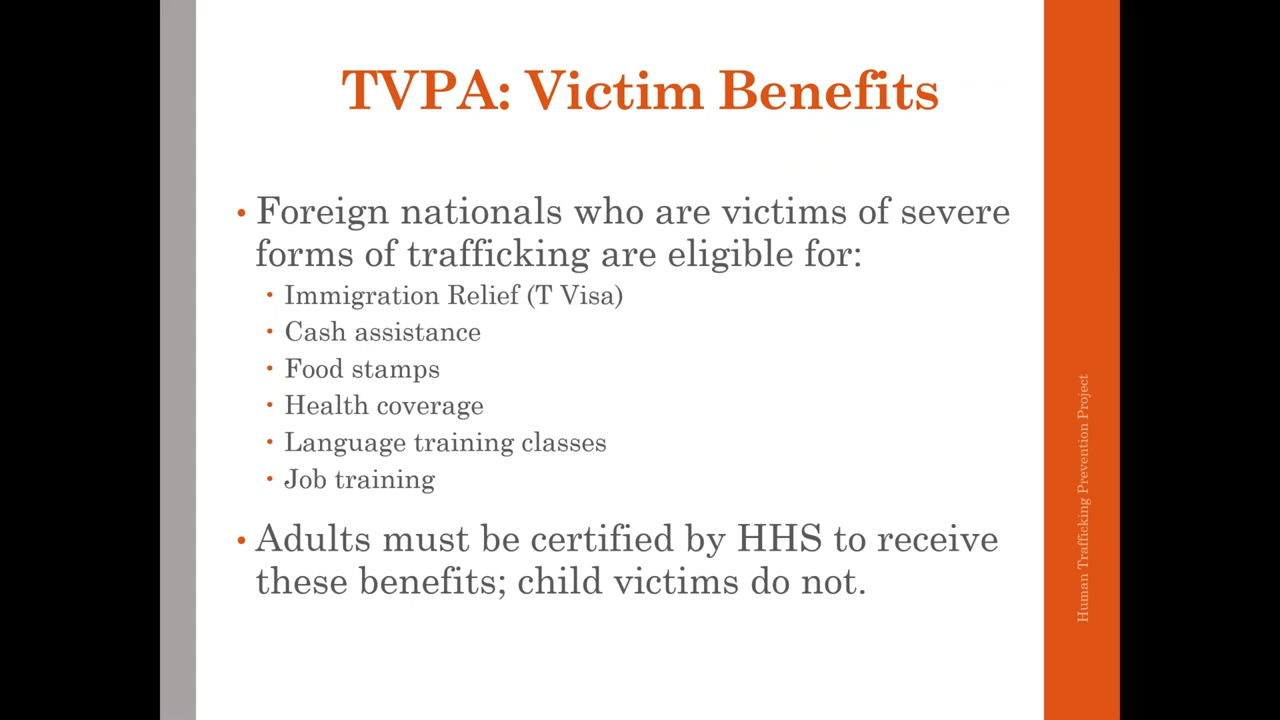 TVPA: Victim Benefits
• Foreign nationals who are victims of severe
forms of trafficking are eligible for:
• Immigration Relief (T Visa)
• Cash assistance
• Food stamps
• Health coverage
• Language training classes
• Job training
• Adults must be certified by HHS to receive
these benefits; child victims do not.
Human Trafficking Prevention Project